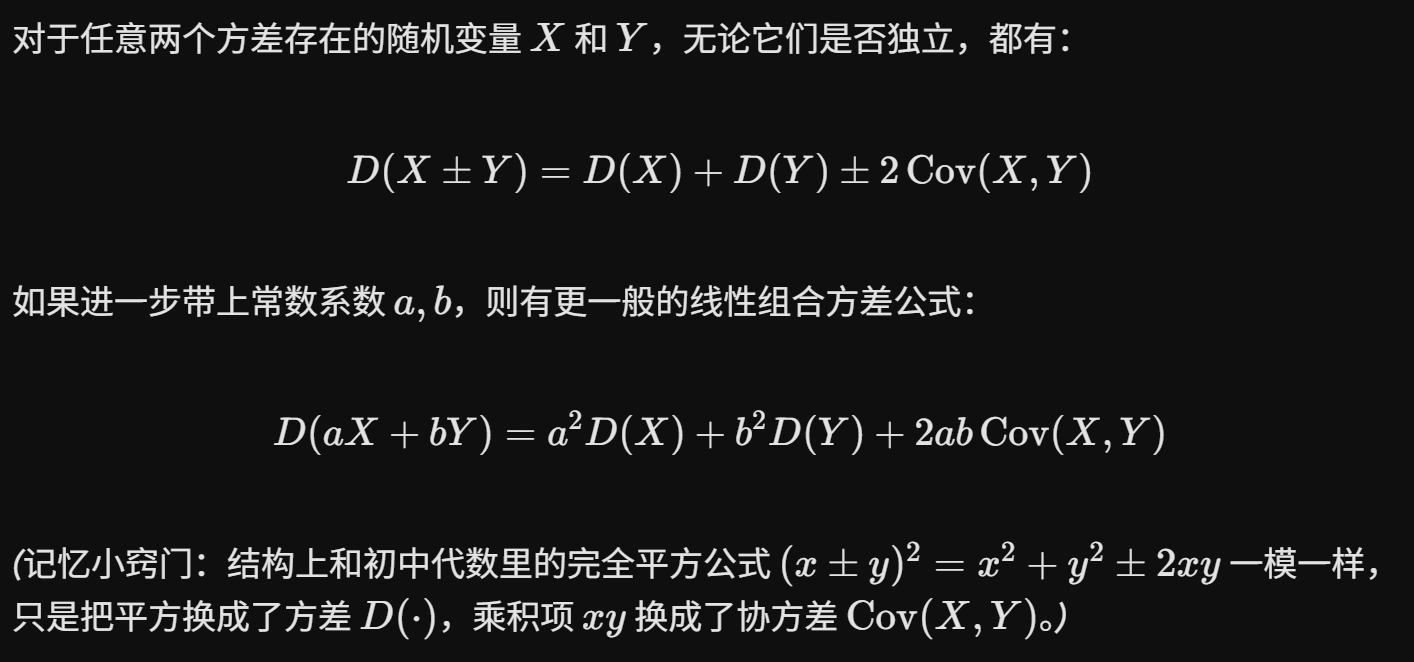 对于任意两个方差存在的随机变量 X 和 Y，无论它们是否独立，都有：
D(X ± Y) = D(X) + D(Y) ± 2 Cov(X, Y)
如果进一步带上常数系数 a, b，则有更一般的线性组合方差公式：
D(aX + bY) = a²D(X) + b²D(Y) + 2ab Cov(X, Y)
(记忆小窍门：结构上和初中代数里的完全平方公式 (x ± y)² = x² + y² ± 2xy 一模一样，
只是把平方换成了方差 D(·)，乘积项 xy 换成了协方差 Cov(X, Y)。)